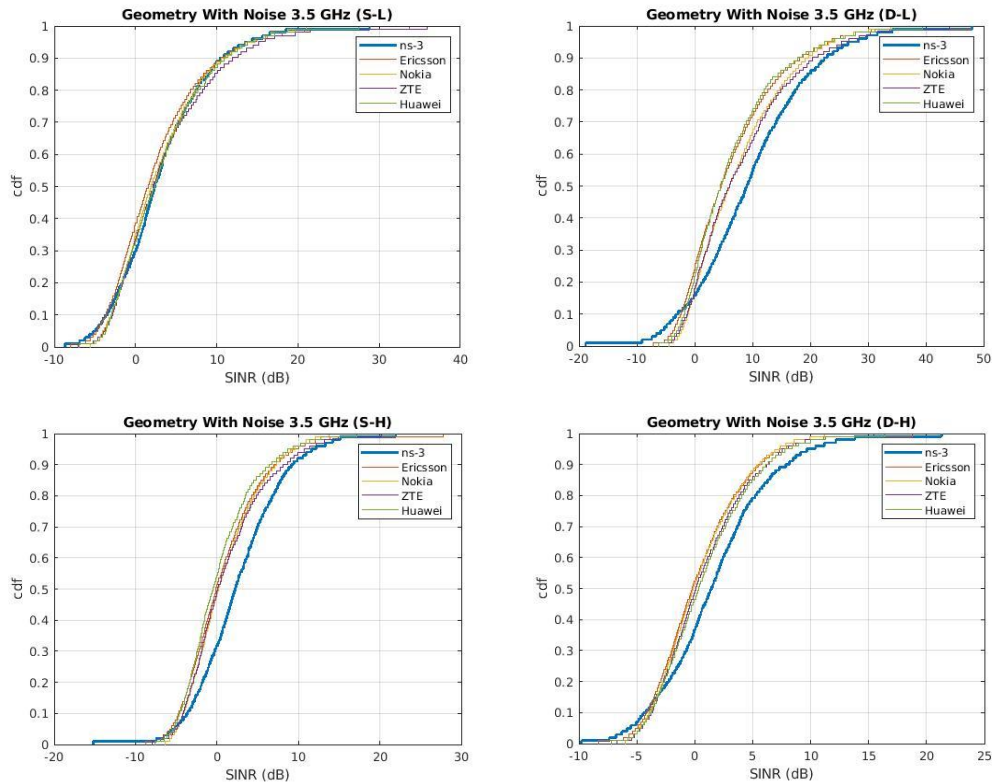 Geometry With Noise 3.5 GHz (S-L)
1
0.9
0.8
0.7
0.6
0.5
0.4
0.3
0.2
0.1
0
cdf
-10 0 10 20 30 40
SINR (dB)
ns-3
Ericsson
Nokia
ZTE
Huawei
Geometry With Noise 3.5 GHz (D-L)
1
0.9
0.8
0.7
0.6
0.5
0.4
0.3
0.2
0.1
0
cdf
-20 -10 0 10 20 30 40 50
SINR (dB)
ns-3
Ericsson
Nokia
ZTE
Huawei
Geometry With Noise 3.5 GHz (S-H)
1
0.9
0.8
0.7
0.6
0.5
0.4
0.3
0.2
0.1
0
cdf
-20 -10 0 10 20 30
SINR (dB)
ns-3
Ericsson
Nokia
ZTE
Huawei
Geometry With Noise 3.5 GHz (D-H)
1
0.9
0.8
0.7
0.6
0.5
0.4
0.3
0.2
0.1
0
cdf
-10 -5 0 5 10 15 20 25
SINR (dB)
ns-3
Ericsson
Nokia
ZTE
Huawei